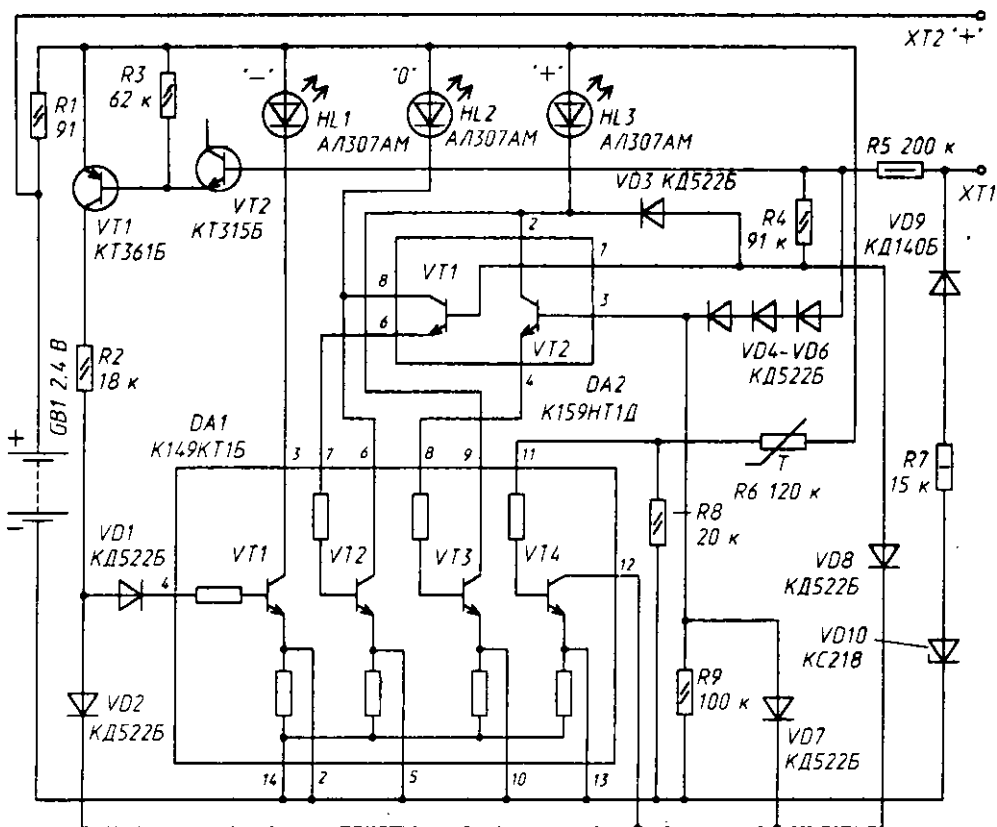 XT2 "+"
R3
62 к
"–"
"0"
"+"
R1
91
HL1
АЛ307АМ
HL2
АЛ307АМ
HL3
АЛ307АМ
R5 200 к
XT1
VT2
КТ315Б
VD3 КД522Б
VT1
КТ361Б
R4
91 к
VD9
КД140Б
2
7
8
VT1
6
3
VT2
4
VD4-VD6
КД522Б
GB1 2.4 В
R2
18 к
DA2
К159НТ1Д
DA1
К149КТ1Б
3
7
6
8
9
11
T
R6 120 к
R7
15 к
R8
20 к
VD1
КД522Б
4
VT1
VT2
VT3
VT4
12
VD8
КД522Б
VD10
КС218
VD2
КД522Б
R9
100 к
VD7
КД522Б
14
2
5
10
13